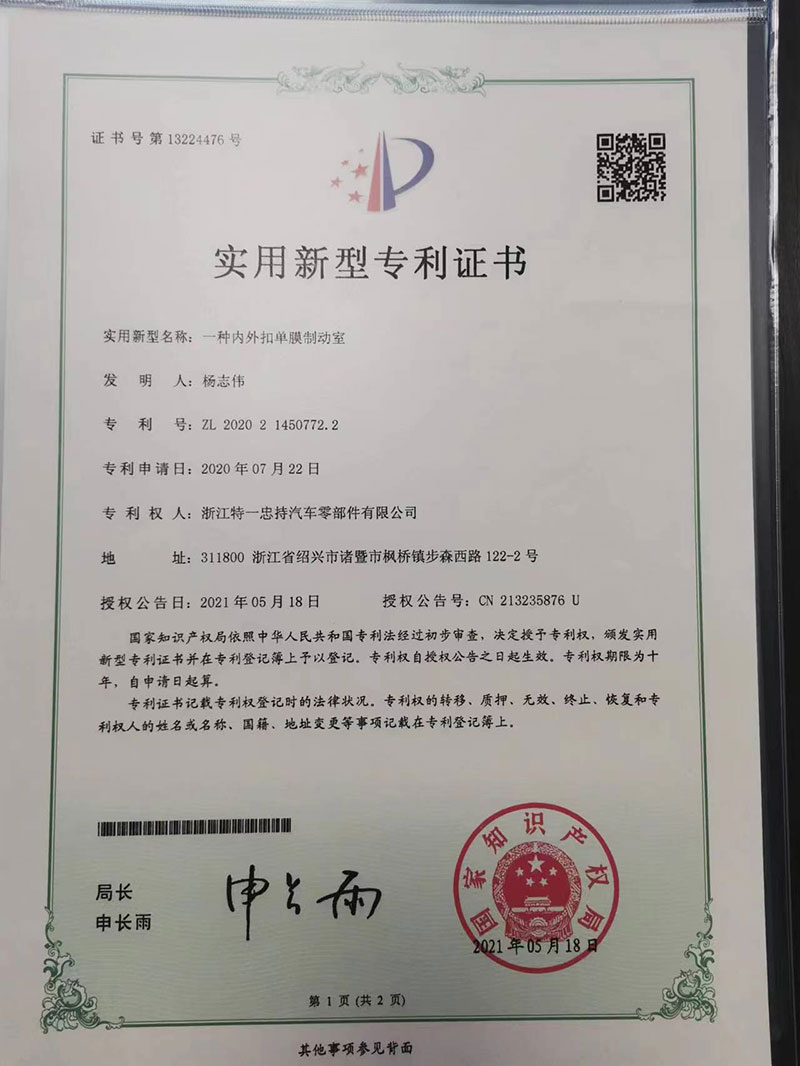 证书号第13224476号
实用新型专利证书
实用新型名称：一种内外扣单膜制动室
发明人：杨志伟
专利号：ZL 2020 2 1450772.2
专利申请日：2020年07月22日
专利权人：浙江特一忠持汽车零部件有限公司
地址：311800 浙江省绍兴市诸暨市枫桥镇步森西路122-2号
授权公告日：2021年05月18日 授权公告号：CN 213235876 U
国家知识产权局依照中华人民共和国专利法经过初步审查，决定授予专利权，颁发实用
新型专利证书并在专利登记簿上予以登记。专利权自授权公告之日起生效。专利权期限为十
年，自申请日起算。
专利证书记载专利权登记时的法律状况。专利权的转移、质押、无效、终止、恢复和专
利权人的姓名或名称、国籍、地址变更等事项记载在专利登记簿上。
局长
申长雨
申长雨
国家知识产权局
2021年05月18日
第 1 页 (共 2 页)
其他事项参见背面